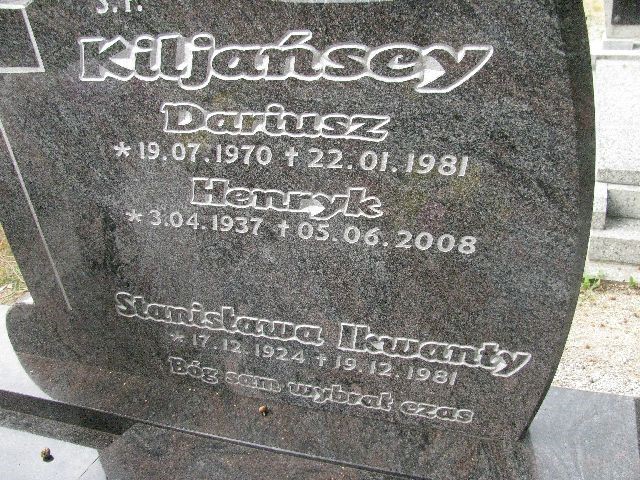 Ś.P.
Kiljańscy
Dariusz
* 19.07.1970 † 22.01.1981
Henryk
* 3.04.1937 † 05.06.2008
Stanisława Ikwanty
* 17.12.1924 † 19.12.1981
Bóg sam wybrał czas